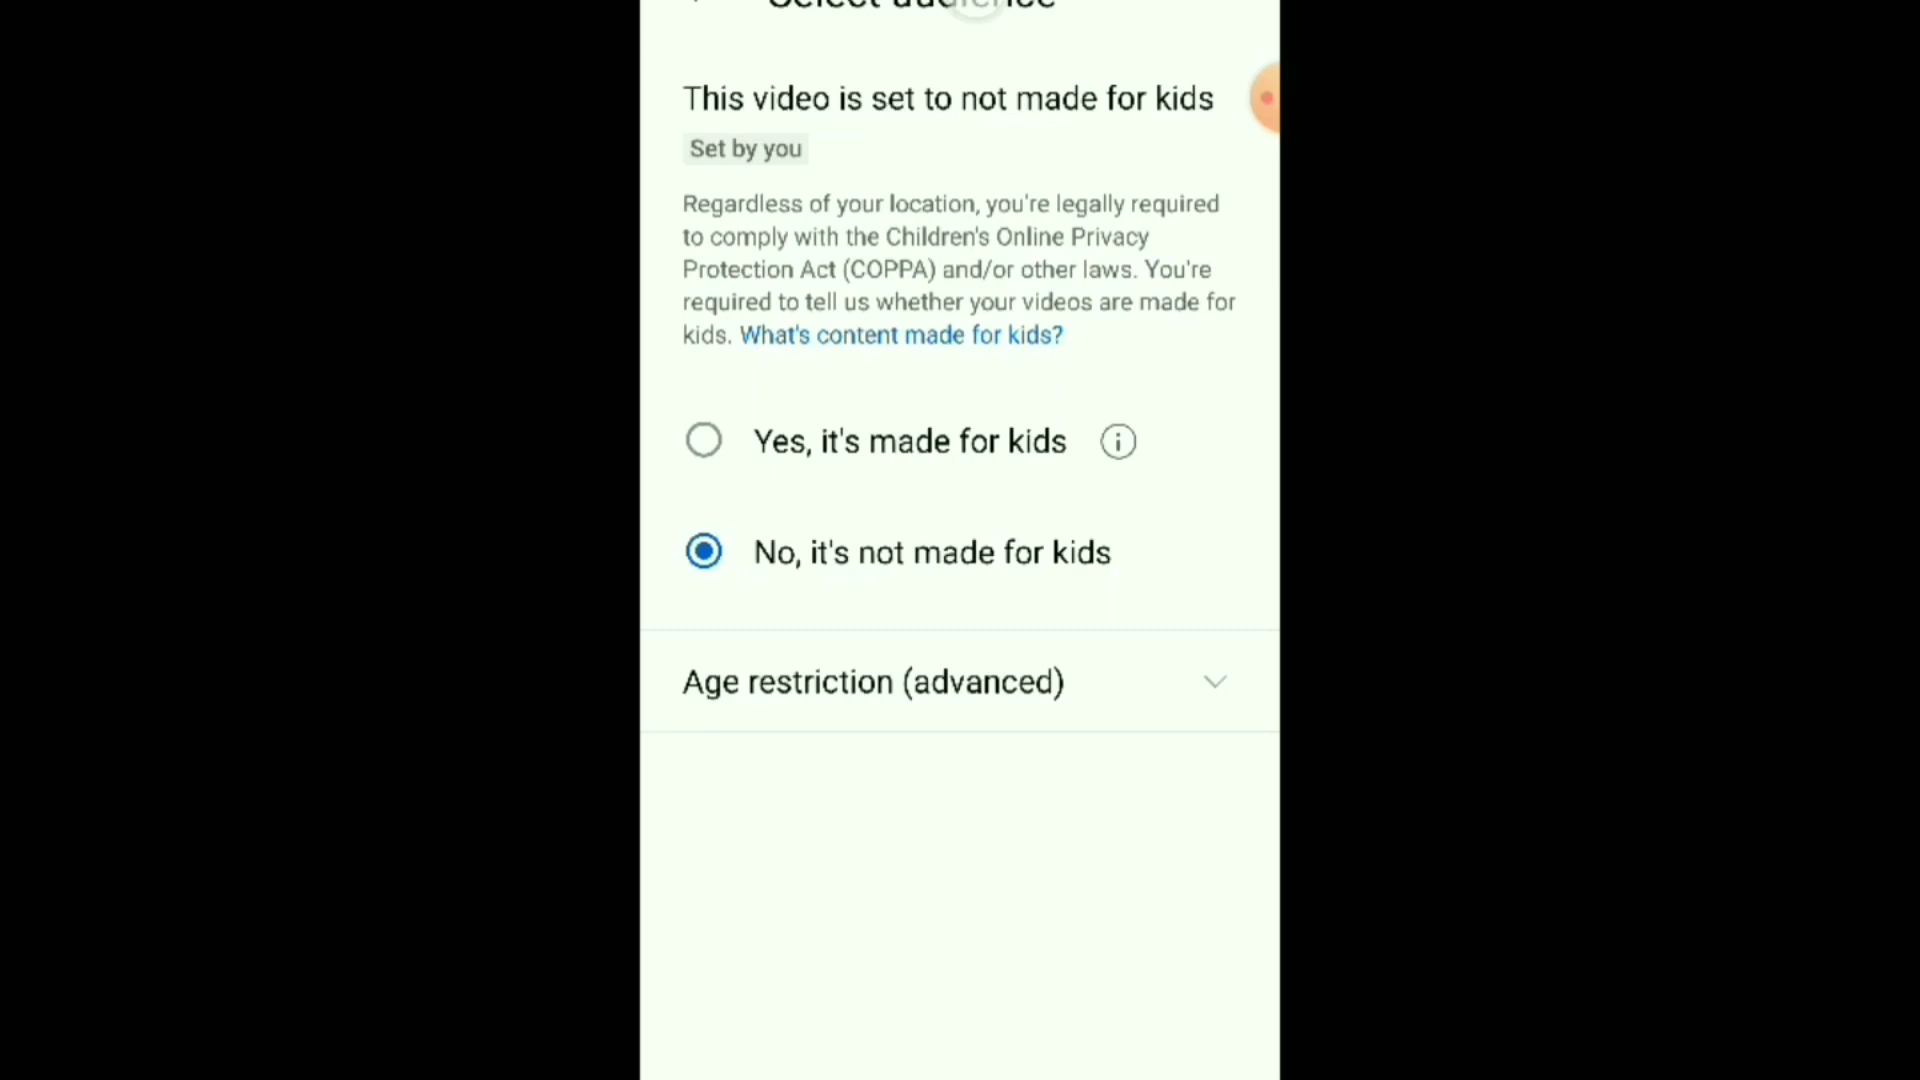 Select audience
This video is set to not made for kids
Set by you
Regardless of your location, you're legally required
to comply with the Children's Online Privacy
Protection Act (COPPA) and/or other laws. You're
required to tell us whether your videos are made for
kids. What's content made for kids?
Yes, it's made for kids
No, it's not made for kids
Age restriction (advanced)